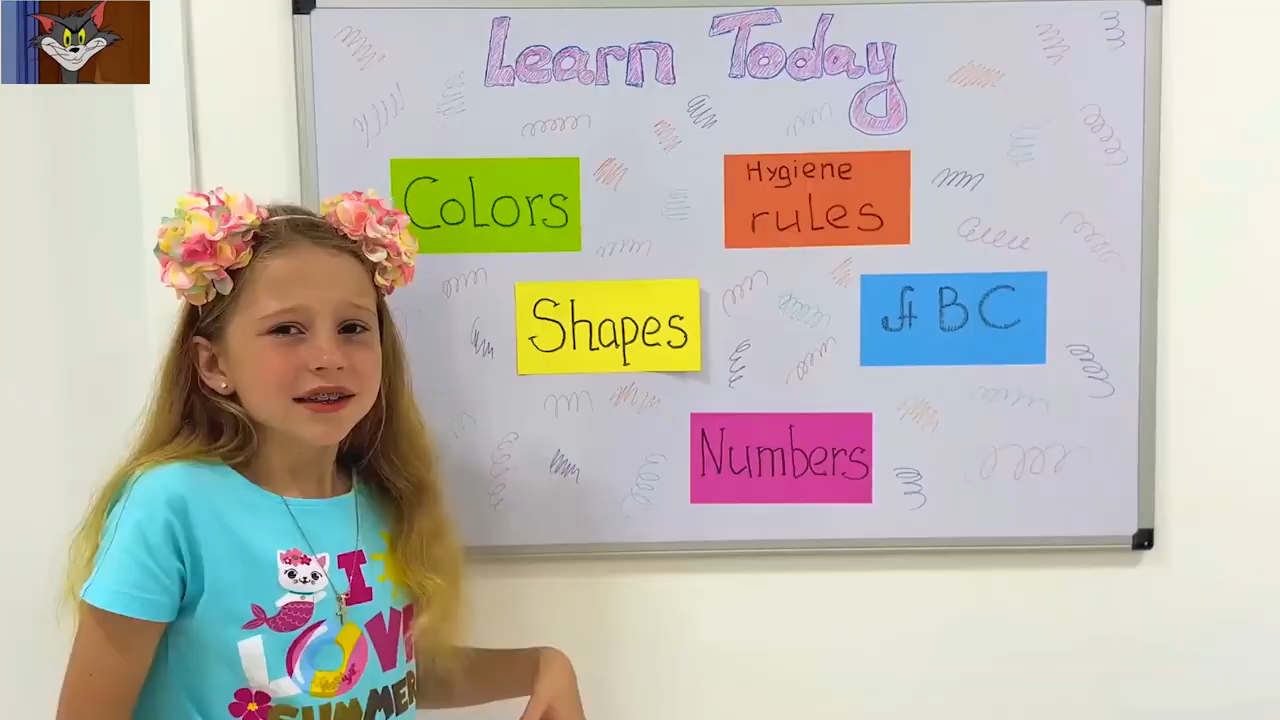 Learn Today
Colors
Hygiene
rules
Shapes
ABC
Numbers
I
LOVE
SUMMER